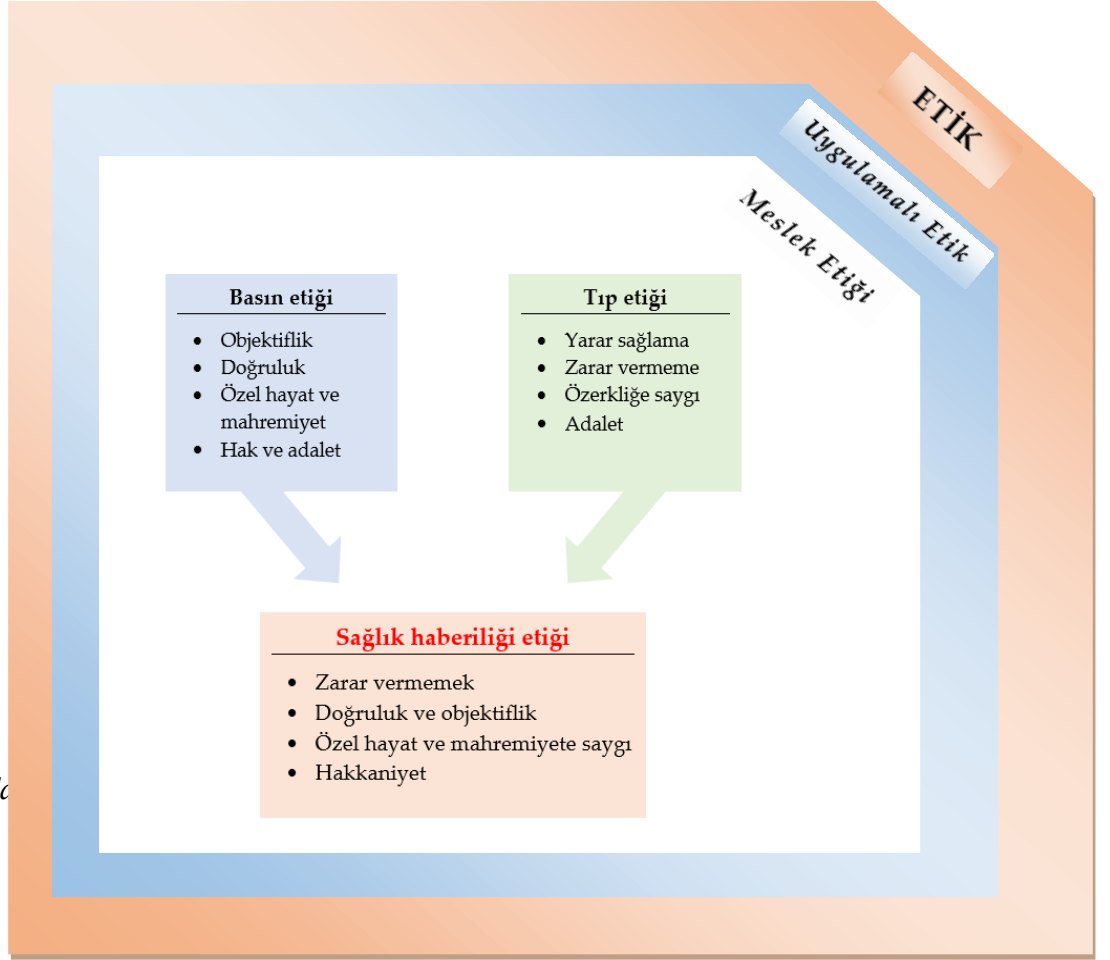 ETİK
Uygulamalı Etik
Meslek Etiği
Basın etiği
• Objektiflik
• Doğruluk
• Özel hayat ve
mahremiyet
• Hak ve adalet
Tıp etiği
• Yarar sağlama
• Zarar vermeme
• Özerkliğe saygı
• Adalet
Sağlık haberiliği etiği
• Zarar vermemek
• Doğruluk ve objektiflik
• Özel hayat ve mahremiyete saygı
• Hakkaniyet